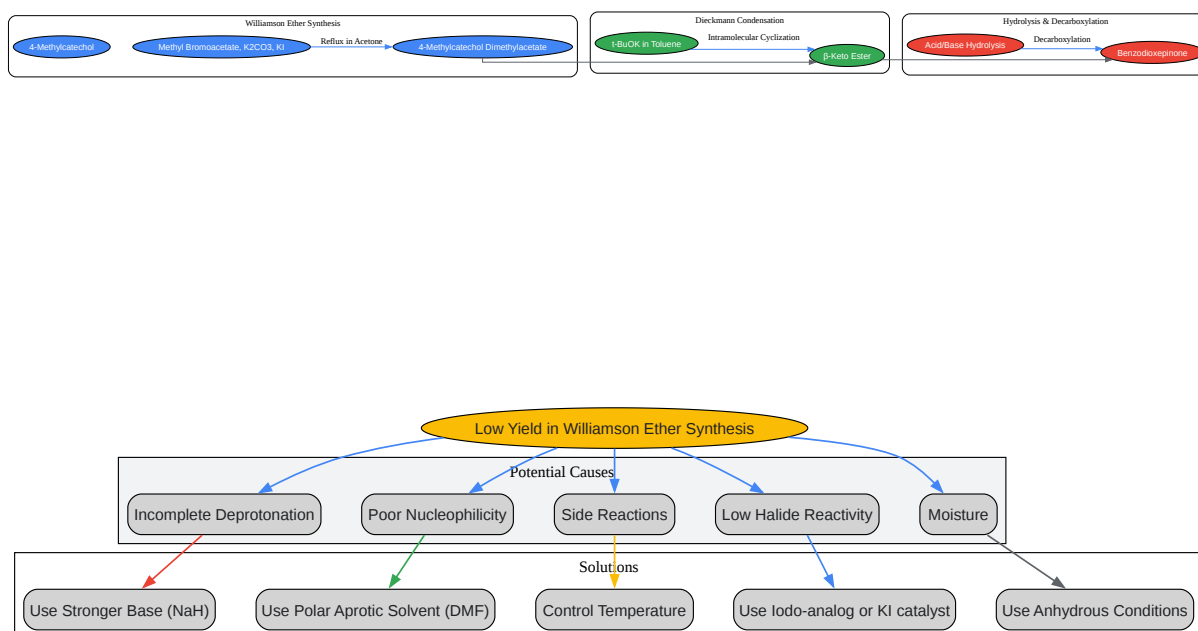 Williamson Ether Synthesis
4-Methylcatechol
Methyl Bromoacetate, K2CO3, KI
Reflux in Acetone
4-Methylcatechol Dimethylacetate
Dieckmann Condensation
t-BuOK in Toluene
Intramolecular Cyclization
β-Keto Ester
Hydrolysis & Decarboxylation
Acid/Base Hydrolysis
Decarboxylation
Benzodioxepinone
Low Yield in Williamson Ether Synthesis
Potential Causes
Incomplete Deprotonation
Poor Nucleophilicity
Side Reactions
Low Halide Reactivity
Moisture
Solutions
Use Stronger Base (NaH)
Use Polar Aprotic Solvent (DMF)
Control Temperature
Use Iodo-analog or KI catalyst
Use Anhydrous Conditions